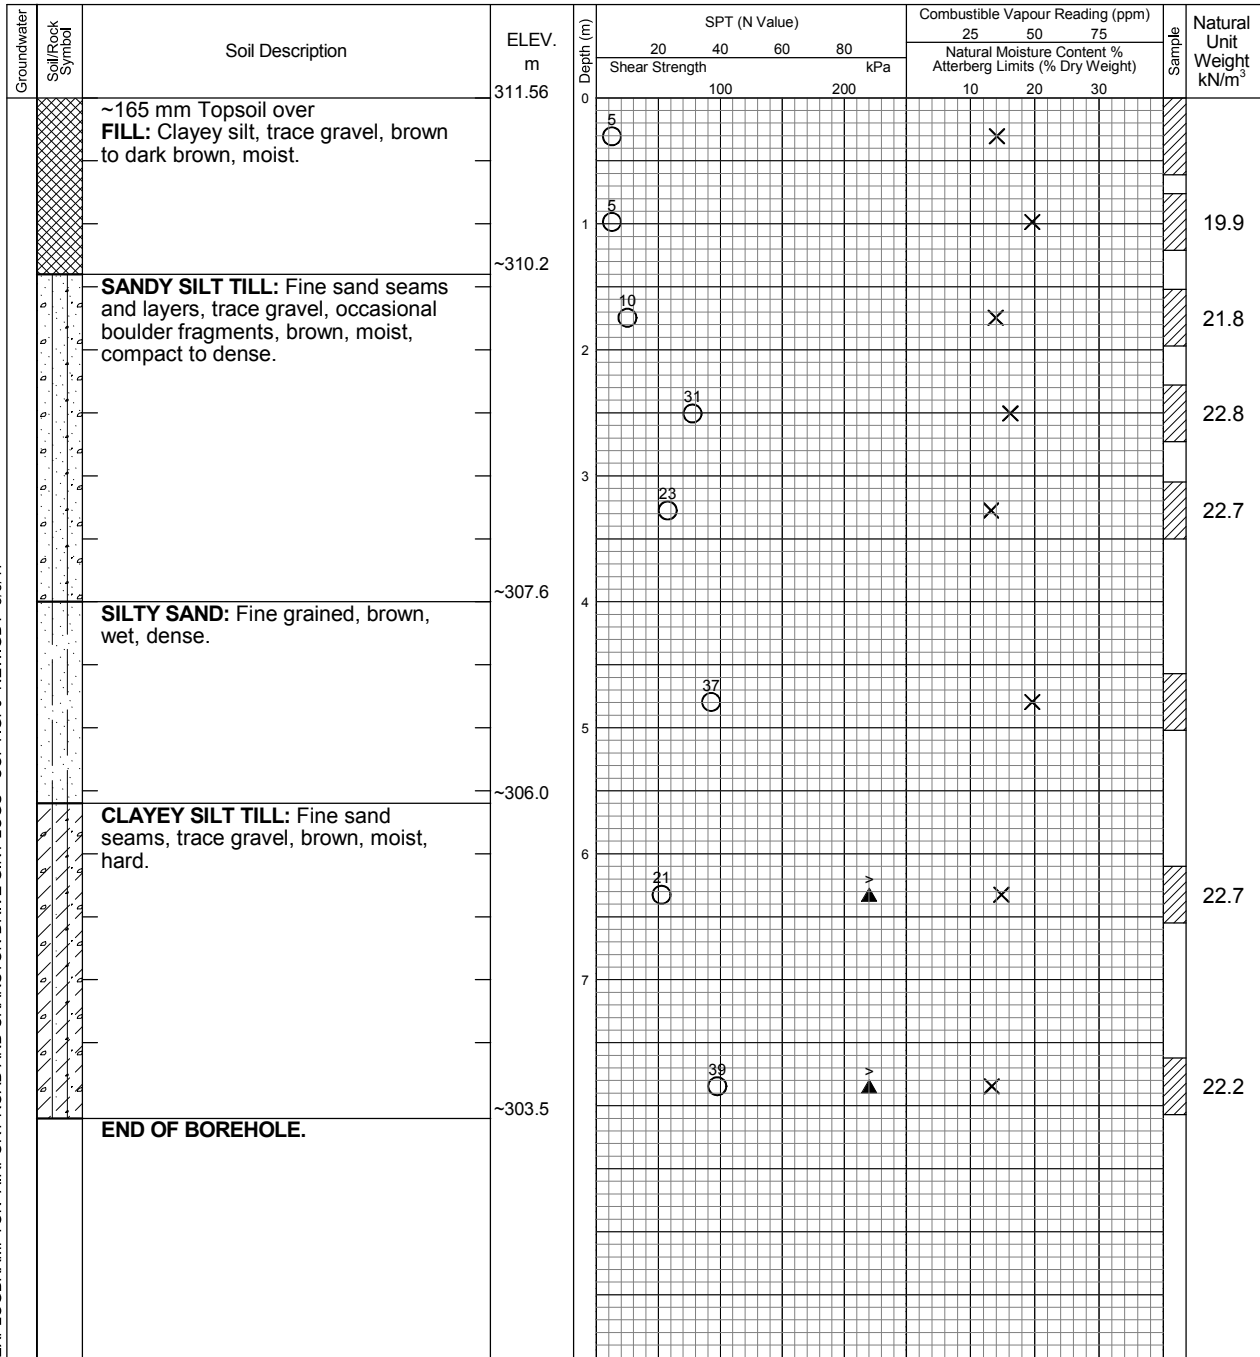 Groundwater
Soil/Rock
Symbol
Soil Description
ELEV.
m
311.56
Depth (m)
SPT (N Value)
20 40 60 80
Shear Strength kPa
100 200
Combustible Vapour Reading (ppm)
25 50 75
Natural Moisture Content %
Atterberg Limits (% Dry Weight)
10 20 30
Sample
Natural
Unit
Weight
kN/m³
0
~165 mm Topsoil over
FILL: Clayey silt, trace gravel, brown
to dark brown, moist.
5
5
1
19.9
~310.2
SANDY SILT TILL: Fine sand seams
and layers, trace gravel, occasional
boulder fragments, brown, moist,
compact to dense.
10
21.8
2
31
22.8
3
23
22.7
~307.6
4
SILTY SAND: Fine grained, brown,
wet, dense.
37
5
~306.0
CLAYEY SILT TILL: Fine sand
seams, trace gravel, brown, moist,
hard.
6
21 >
22.7
7
39 >
22.2
~303.5
END OF BOREHOLE.